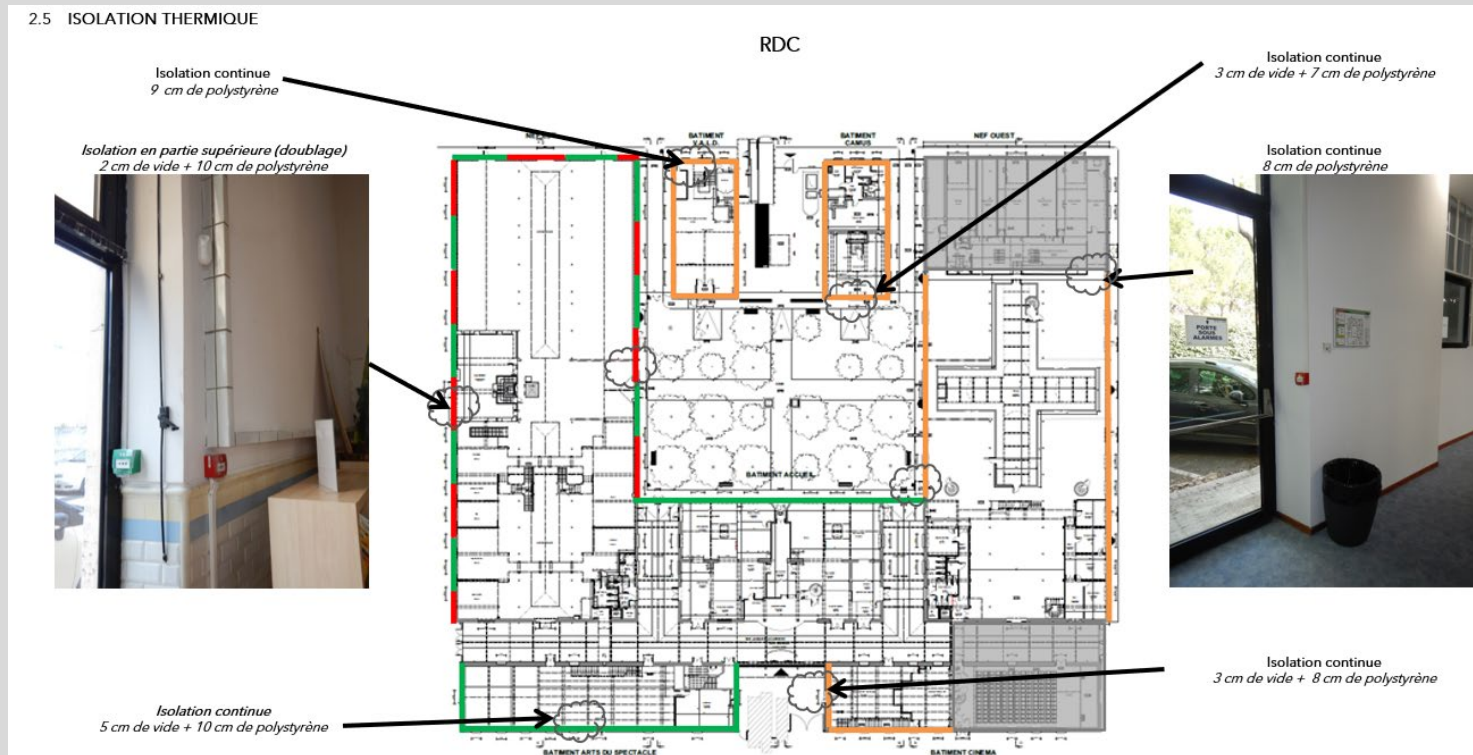 2.5 ISOLATION THERMIQUE
RDC
Isolation continue
9 cm de polystyrène
Isolation continue
3 cm de vide + 7 cm de polystyrène
Isolation en partie supérieure (doublage)
2 cm de vide + 10 cm de polystyrène
BATIMENT
V.A.I.D.
BATIMENT
CAMUS
NEF OUEST
Isolation continue
8 cm de polystyrène
PORTE
SOUS
ALARMES
BATIMENT ACCUEIL
Isolation continue
5 cm de vide + 10 cm de polystyrène
Isolation continue
3 cm de vide + 8 cm de polystyrène
BATIMENT ARTS DU SPECTACLE
BATIMENT CINEMA